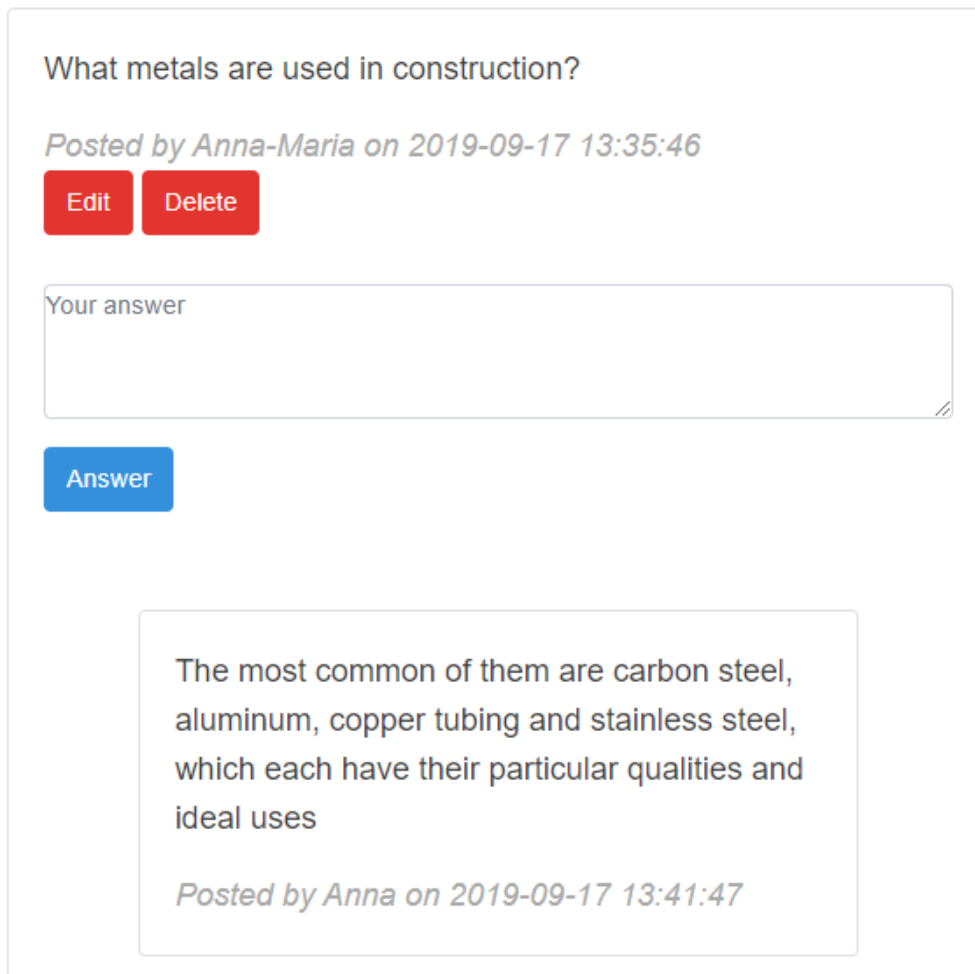 What metals are used in construction?
Posted by Anna-Maria on 2019-09-17 13:35:46
Edit Delete
Your answer
Answer
The most common of them are carbon steel,
aluminum, copper tubing and stainless steel,
which each have their particular qualities and
ideal uses
Posted by Anna on 2019-09-17 13:41:47